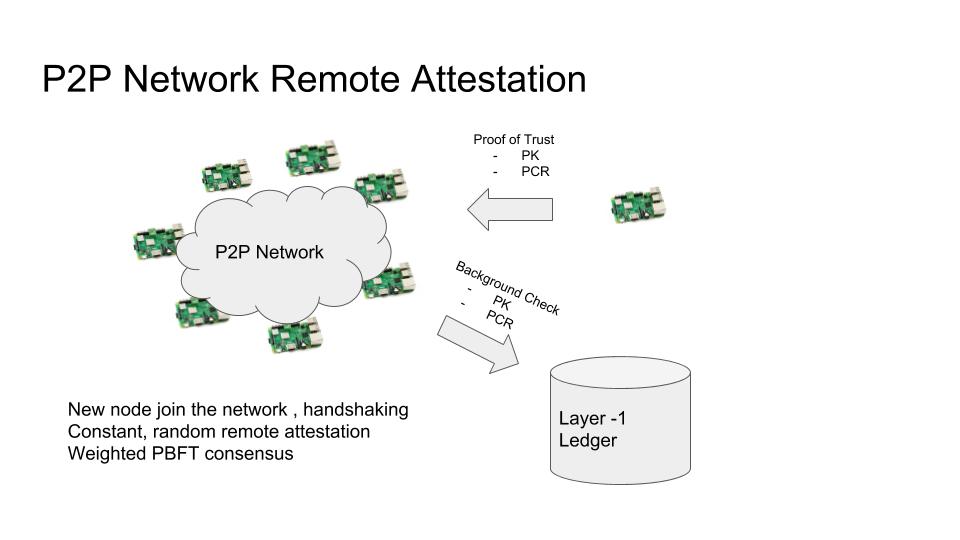 P2P Network Remote Attestation
Proof of Trust
- PK
- PCR
P2P Network
Background Check
- PK
- PCR
New node join the network , handshaking
Constant, random remote attestation
Weighted PBFT consensus
Layer -1
Ledger